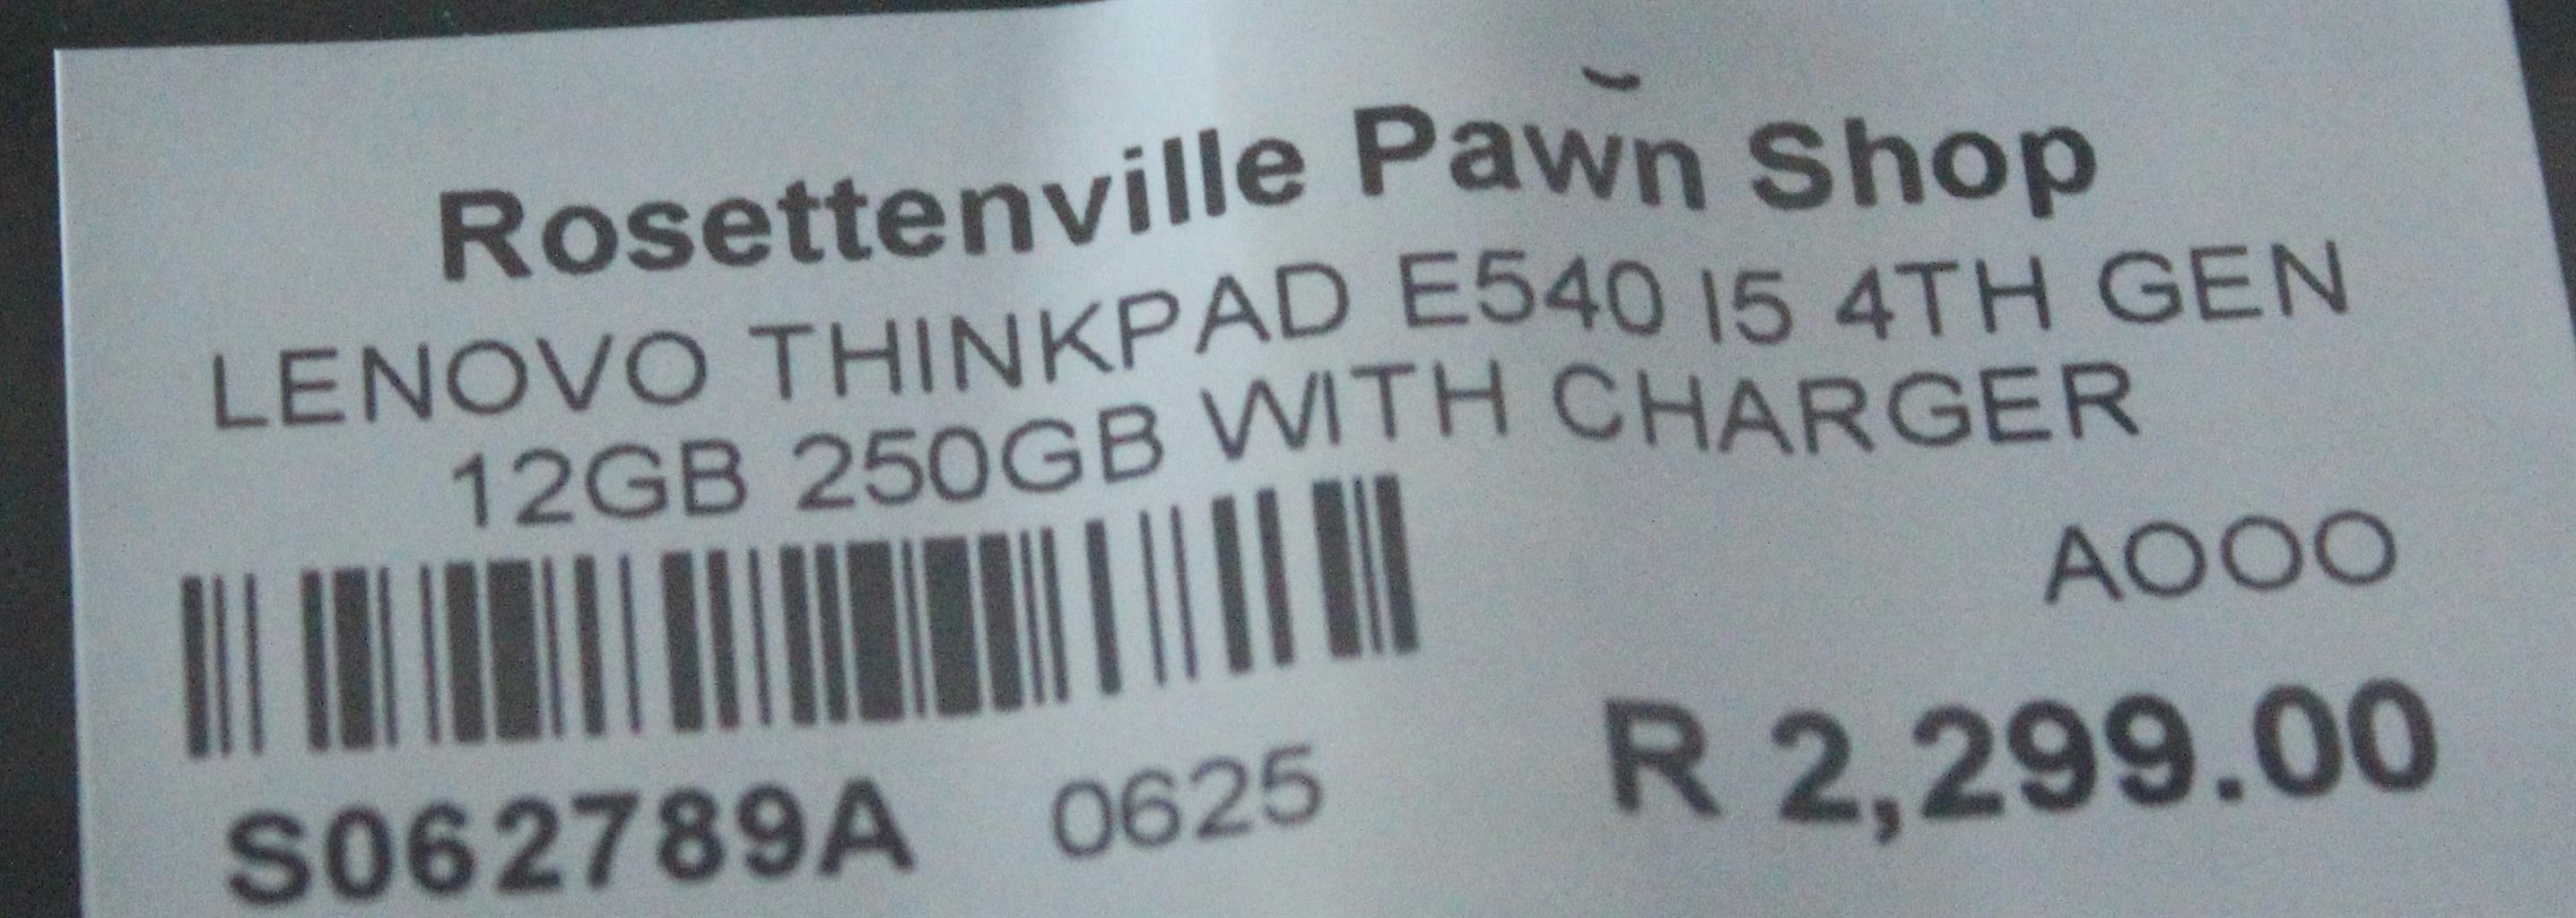 Rosettenville Pawn Shop
LENOVO THINKPAD E540 I5 4TH GEN
12GB 250GB WITH CHARGER
AOOO
S062789A 0625 R 2,299.00